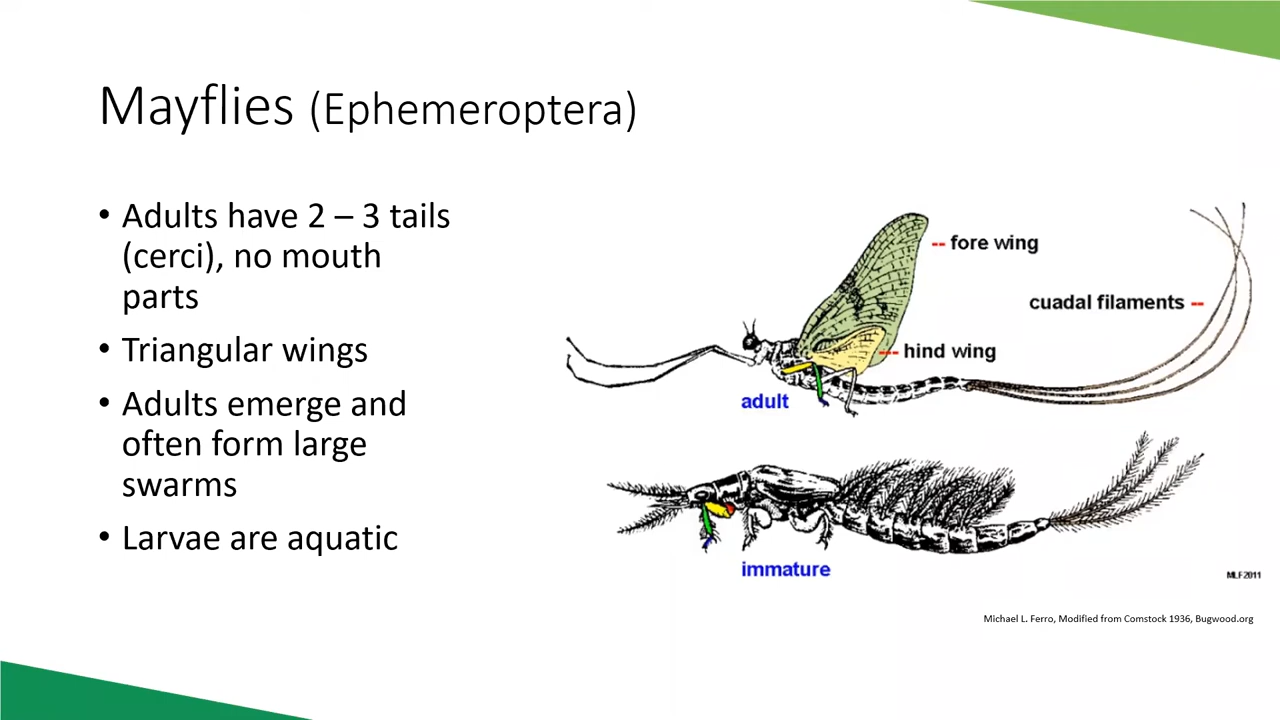 Mayflies (Ephemeroptera)
• Adults have 2 – 3 tails
(cerci), no mouth
parts
• Triangular wings
• Adults emerge and
often form large
swarms
• Larvae are aquatic
-- fore wing
cuadal filaments --
--- hind wing
adult
immature
MLF2011
Michael L. Ferro, Modified from Comstock 1936, Bugwood.org